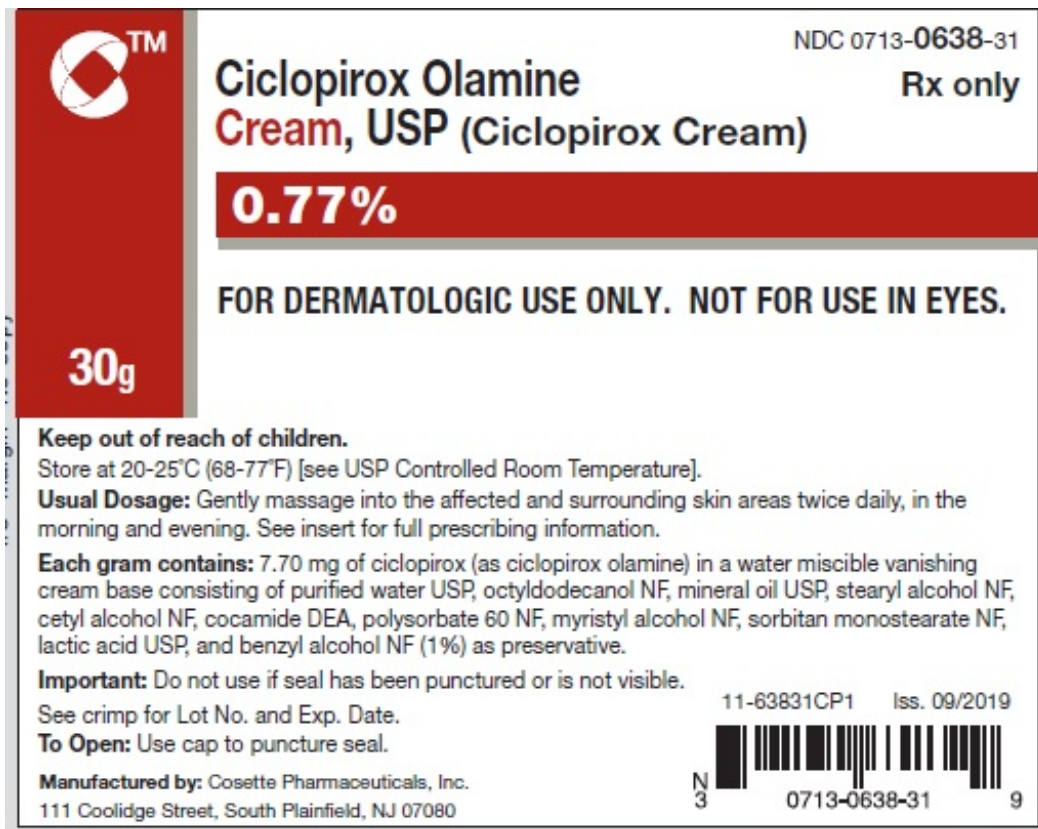 TM
NDC 0713-0638-31
Ciclopirox Olamine
Rx only
Cream, USP (Ciclopirox Cream)
0.77%
FOR DERMATOLOGIC USE ONLY. NOT FOR USE IN EYES.
30g
Keep out of reach of children.
Store at 20-25˚C (68-77˚F) [see USP Controlled Room Temperature].
Usual Dosage: Gently massage into the affected and surrounding skin areas twice daily, in the
morning and evening. See insert for full prescribing information.
Each gram contains: 7.70 mg of ciclopirox (as ciclopirox olamine) in a water miscible vanishing
cream base consisting of purified water USP, octyldodecanol NF, mineral oil USP, stearyl alcohol NF,
cetyl alcohol NF, cocamide DEA, polysorbate 60 NF, myristyl alcohol NF, sorbitan monostearate NF,
lactic acid USP, and benzyl alcohol NF (1%) as preservative.
Important: Do not use if seal has been punctured or is not visible.
11-63831CP1 Iss. 09/2019
See crimp for Lot No. and Exp. Date.
To Open: Use cap to puncture seal.
Manufactured by: Cosette Pharmaceuticals, Inc.
111 Coolidge Street, South Plainfield, NJ 07080
N
3 0713-0638-31 9